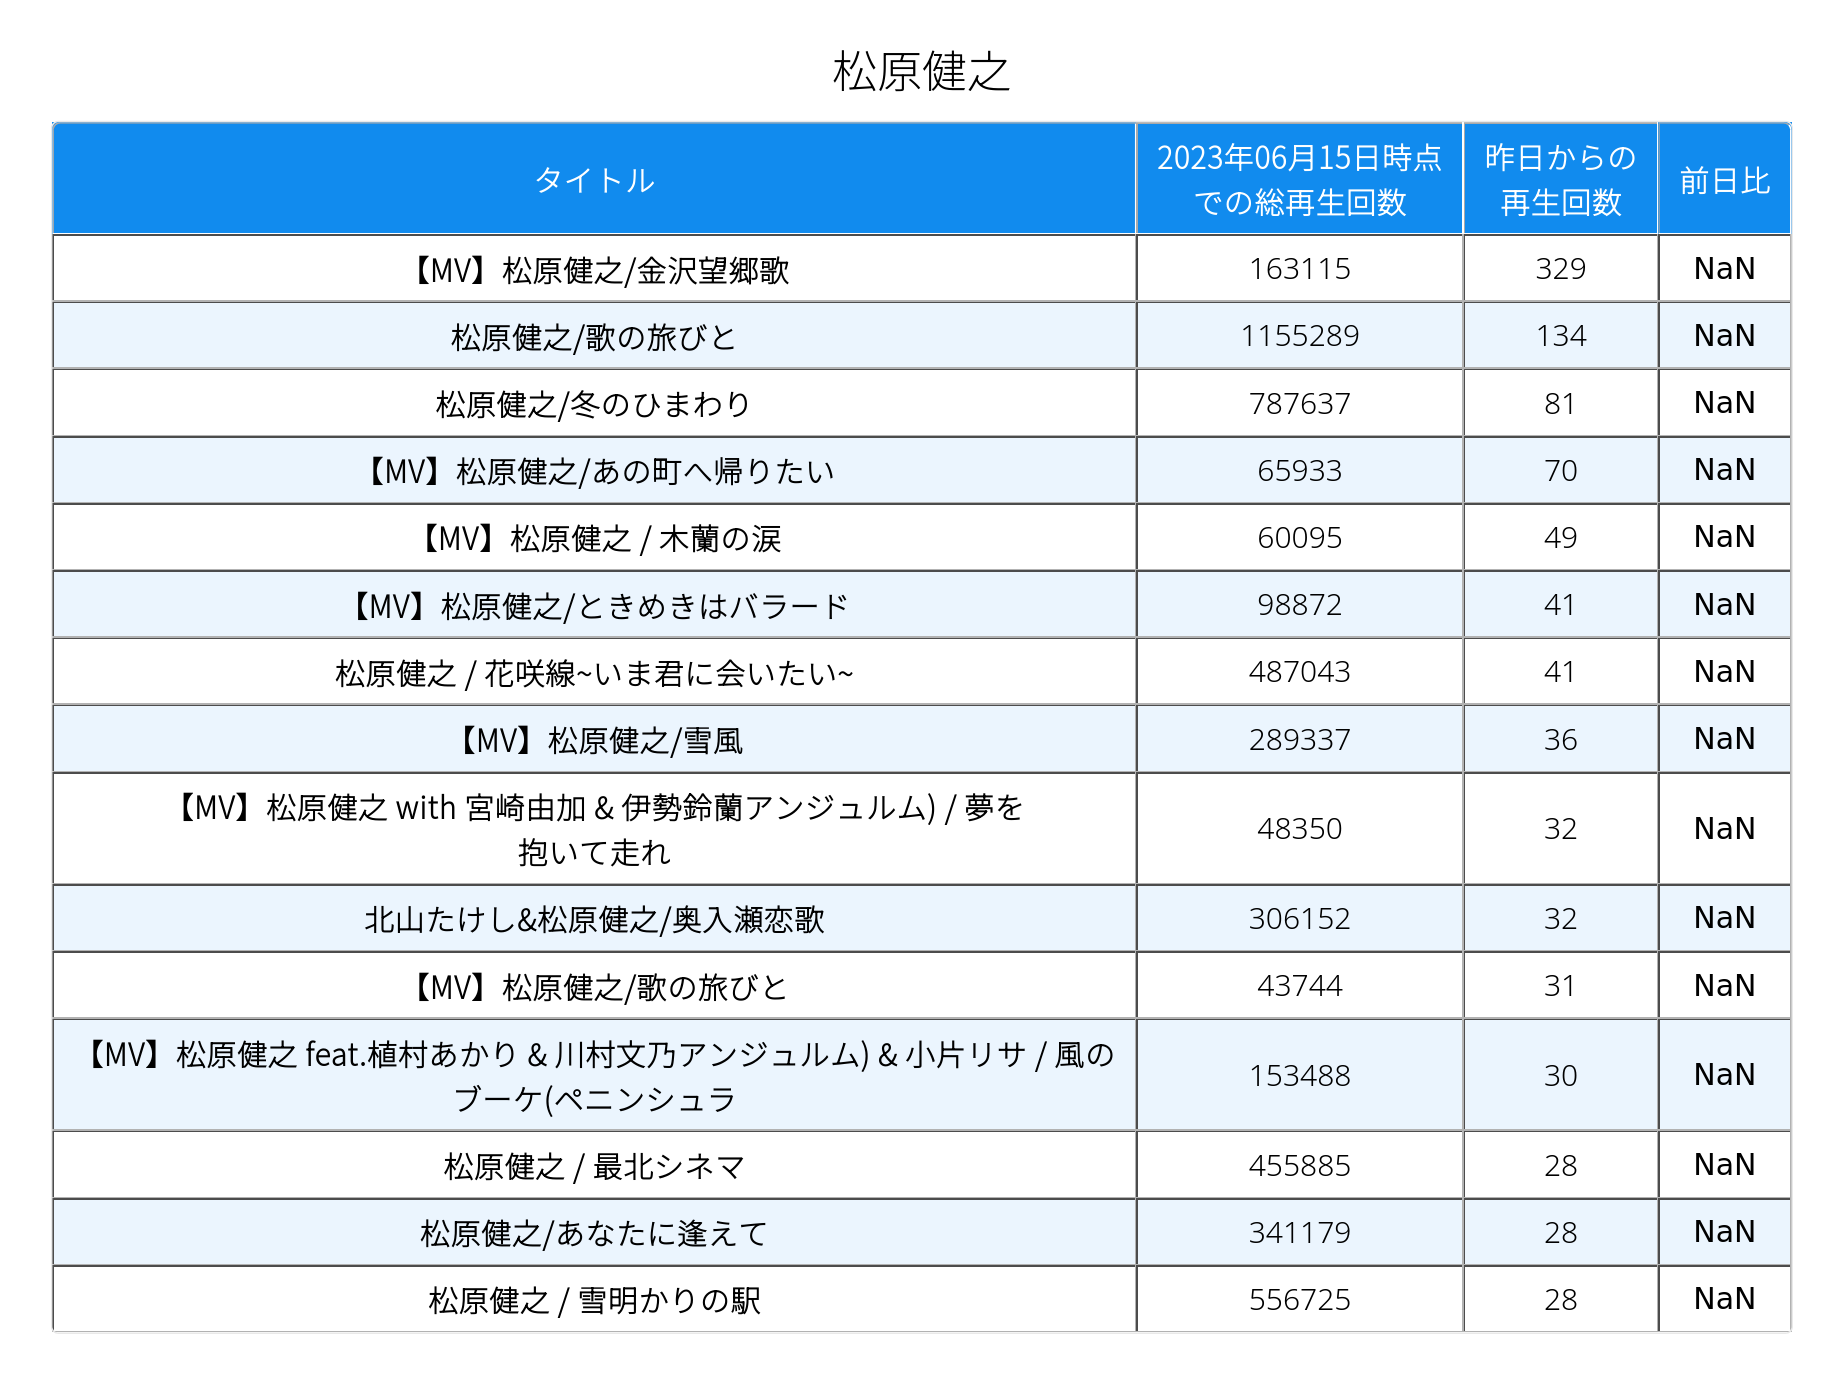 松原健之
タイトル
2023年06月15日時点
での総再生回数
昨日からの
再生回数
前日比
【MV】松原健之/金沢望郷歌 163115 329 NaN
松原健之/歌の旅びと 1155289 134 NaN
松原健之/冬のひまわり 787637 81 NaN
【MV】松原健之/あの町へ帰りたい 65933 70 NaN
【MV】松原健之 / 木蘭の涙 60095 49 NaN
【MV】松原健之/ときめきはバラード 98872 41 NaN
松原健之 / 花咲線~いま君に会いたい~ 487043 41 NaN
【MV】松原健之/雪風 289337 36 NaN
【MV】松原健之 with 宮崎由加 & 伊勢鈴蘭アンジュルム) / 夢を
抱いて走れ
48350 32 NaN
北山たけし&松原健之/奥入瀬恋歌 306152 32 NaN
【MV】松原健之/歌の旅びと 43744 31 NaN
【MV】松原健之 feat.植村あかり & 川村文乃アンジュルム) & 小片リサ / 風の
ブーケ(ペニンシュラ
153488 30 NaN
松原健之 / 最北シネマ 455885 28 NaN
松原健之/あなたに逢えて 341179 28 NaN
松原健之 / 雪明かりの駅 556725 28 NaN